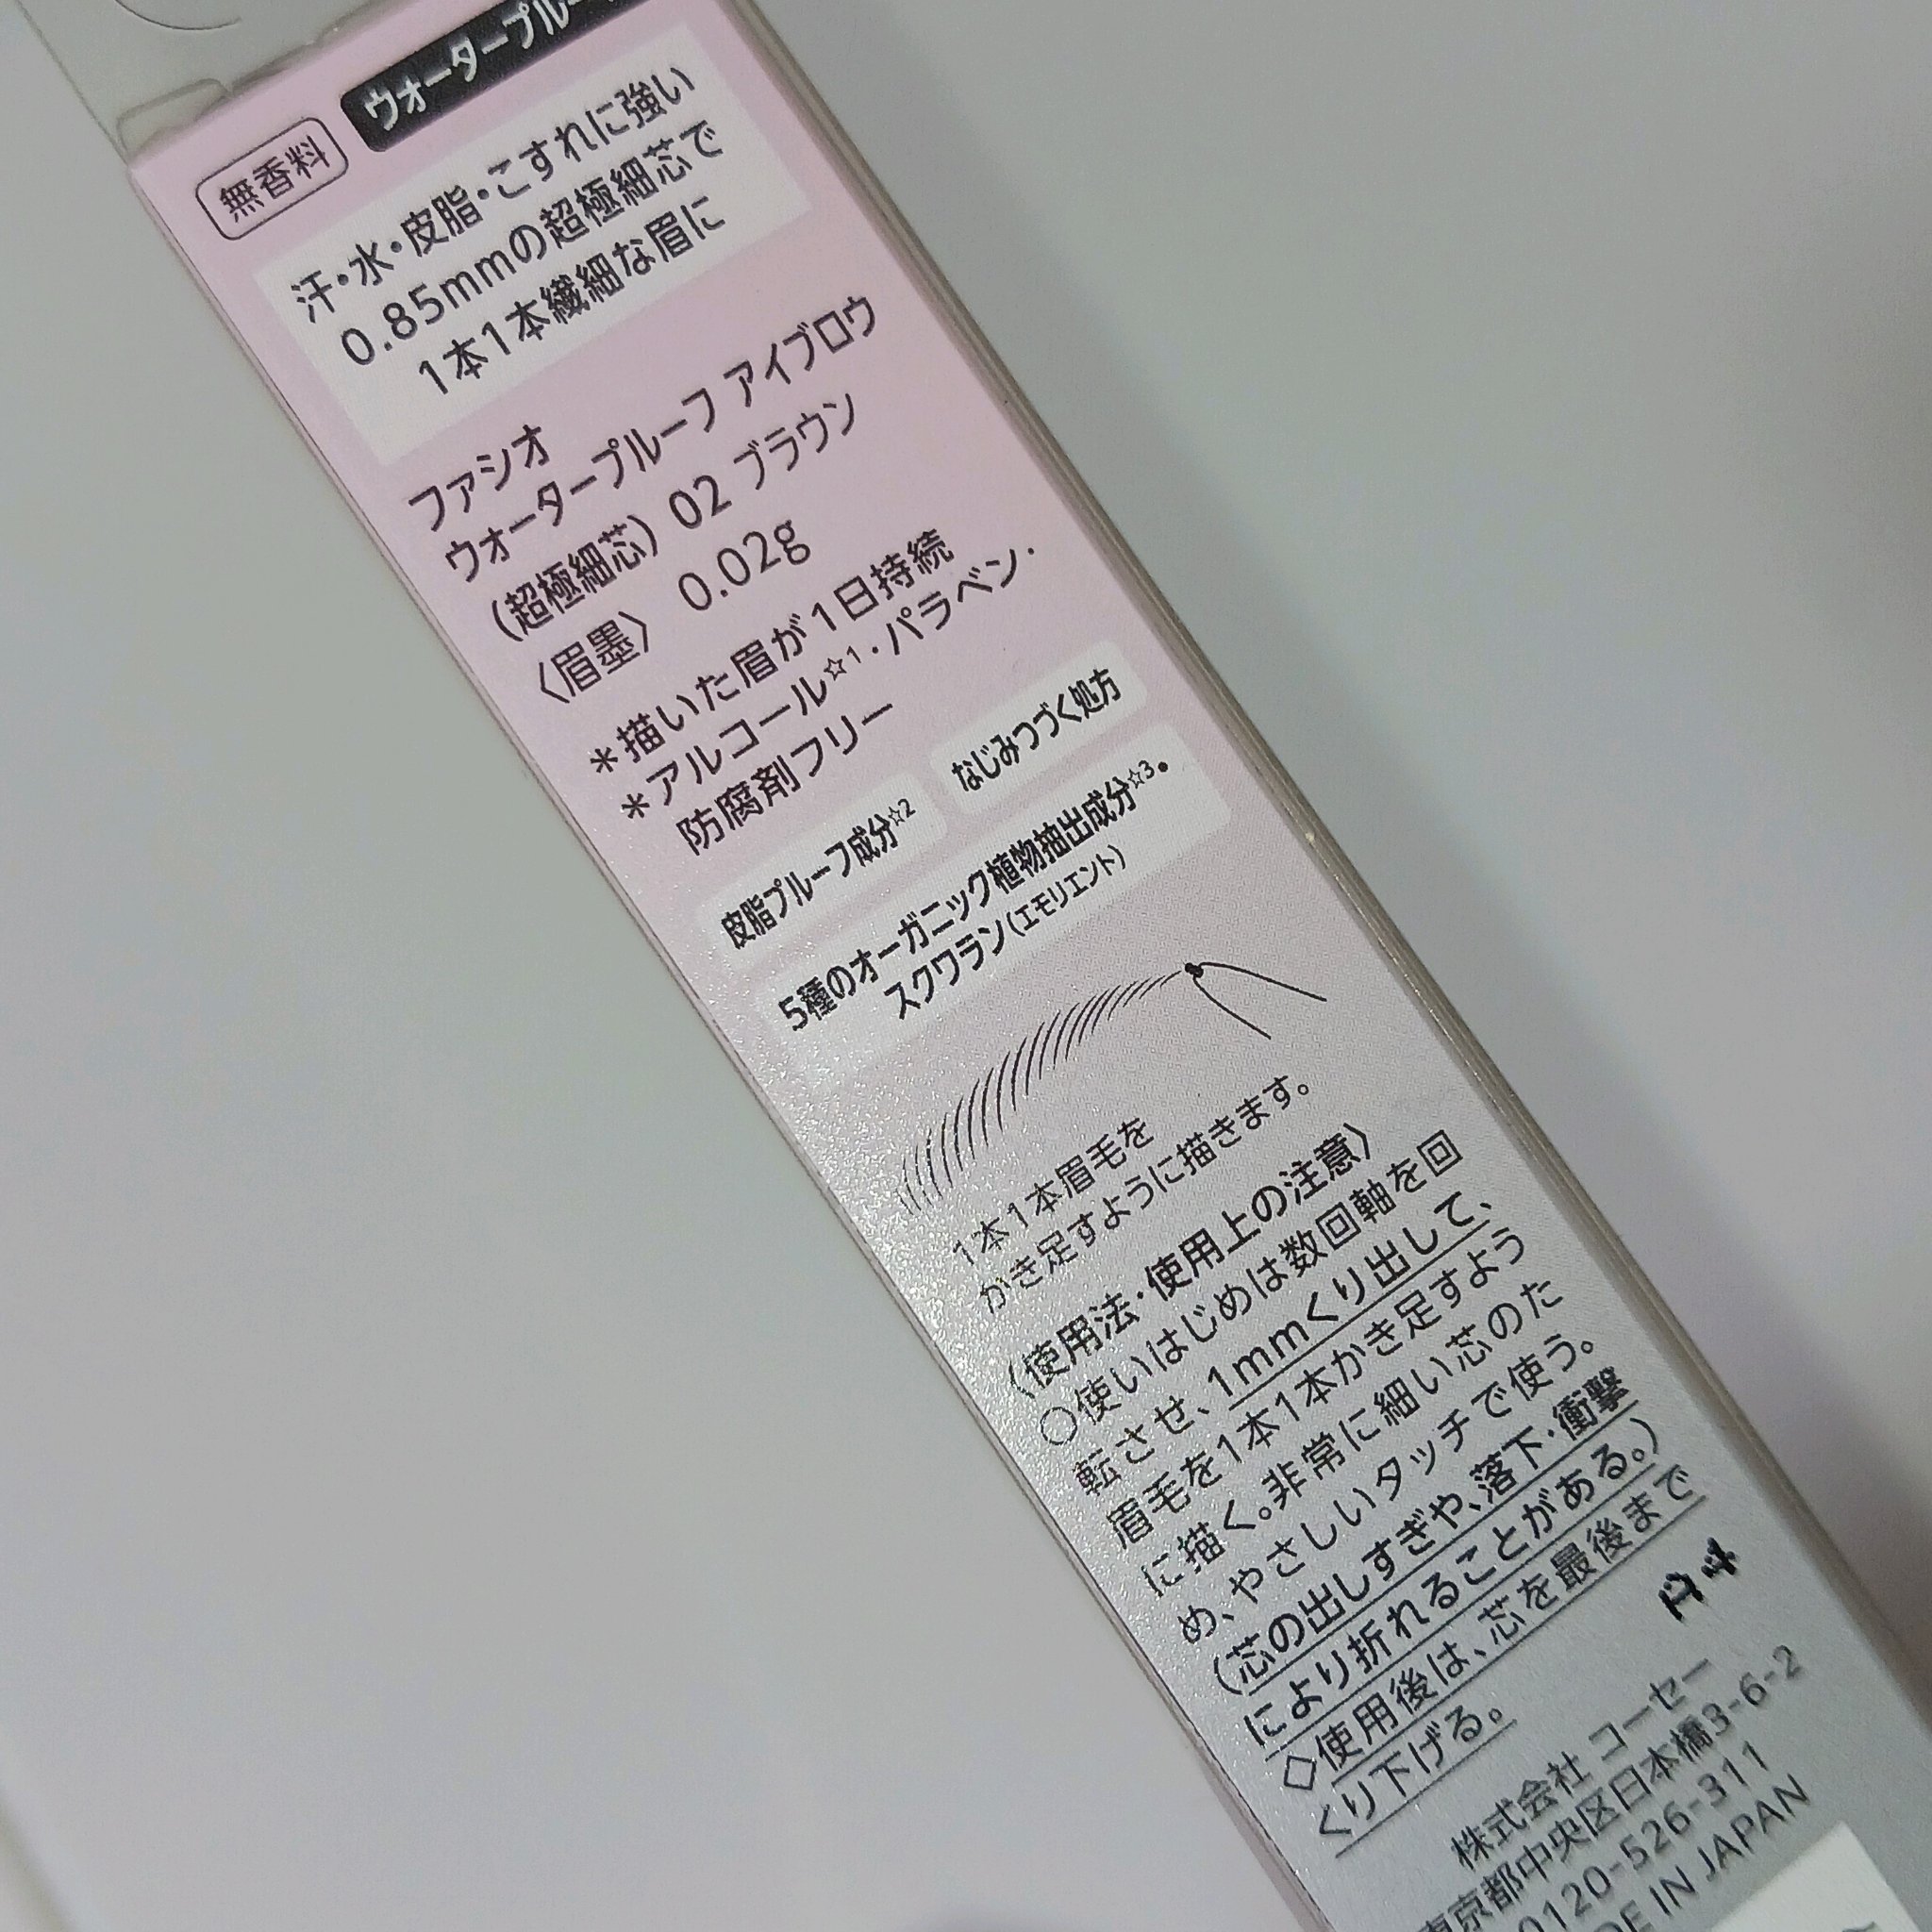 無香料
ウォータープルー
汗・水・皮脂・こすれに強い
0.85mmの超極細芯で
1本1本繊細な眉に
ファシオ
ウォータープルーフ アイブロウ
(超極細芯) 02 ブラウン
〈眉墨〉 0.02g
*描いた眉が1日持続
*アルコール☆1・パラベン・
防腐剤フリー
皮脂プルーフ成分☆2
なじみつづく処方
5種のオーガニック植物抽出成分☆3・
スクワラン(エモリエント)
1本1本眉毛を
かき足すように描きます。
〈使用法・使用上の注意〉
○使いはじめは数回軸を回
転させ、1mmくり出して、
眉毛を1本1本かき足すよう
に描く。非常に細い芯のた
め、やさしいタッチで使う。
(芯の出しすぎや、落下・衝撃
により折れることがある。)
◇使用後は、芯を最後まで
くり下げる。
株式会社 コーセー
東京都中央区日本橋3-6-2
0120-526-311
DE IN JAPAN